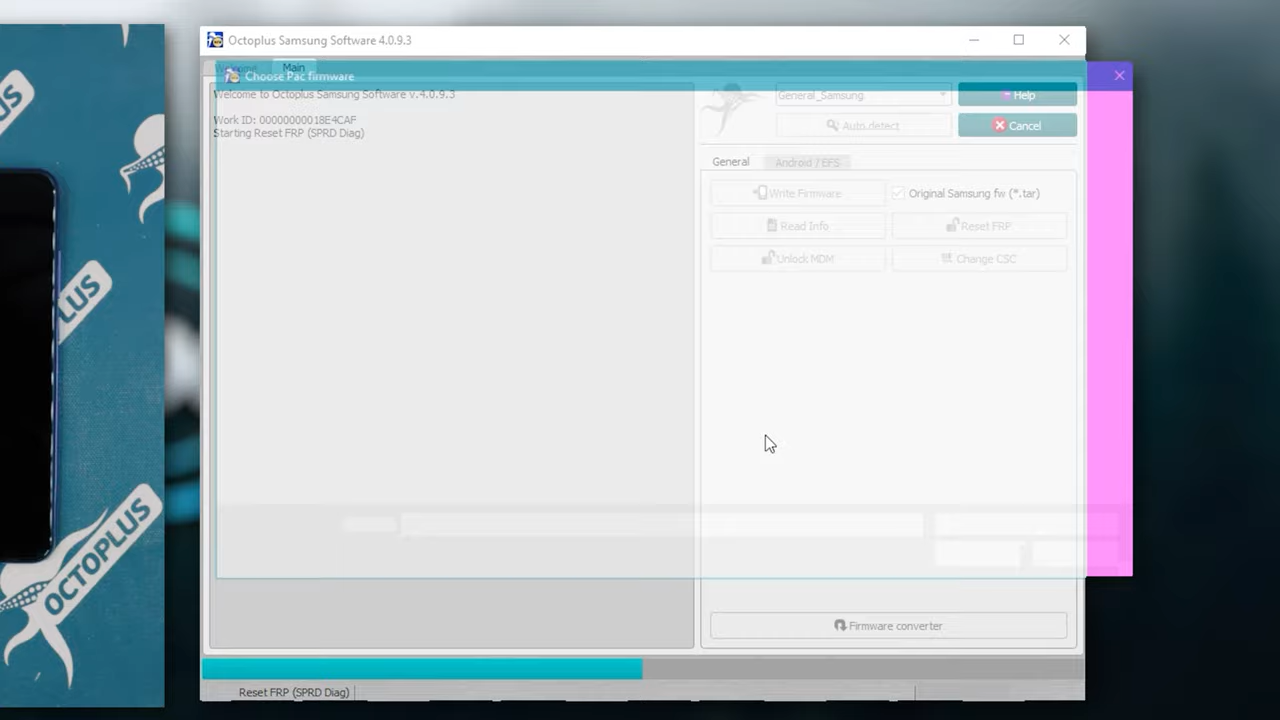 Octoplus Samsung Software 4.0.9.3
Welcome
Main
Choose Pac firmware
Welcome to Octoplus Samsung Software v.4.0.9.3
Work ID: 00000000018E4CAF
Starting Reset FRP (SPRD Diag)
General_Samsung
Help
Auto detect
Cancel
General
Android / EFS
Write Firmware
Original Samsung fw (*.tar)
Read Info
Reset FRP
Unlock MDM
Change CSC
Firmware converter
Reset FRP (SPRD Diag)
US
PLUS
OCTOPLUS